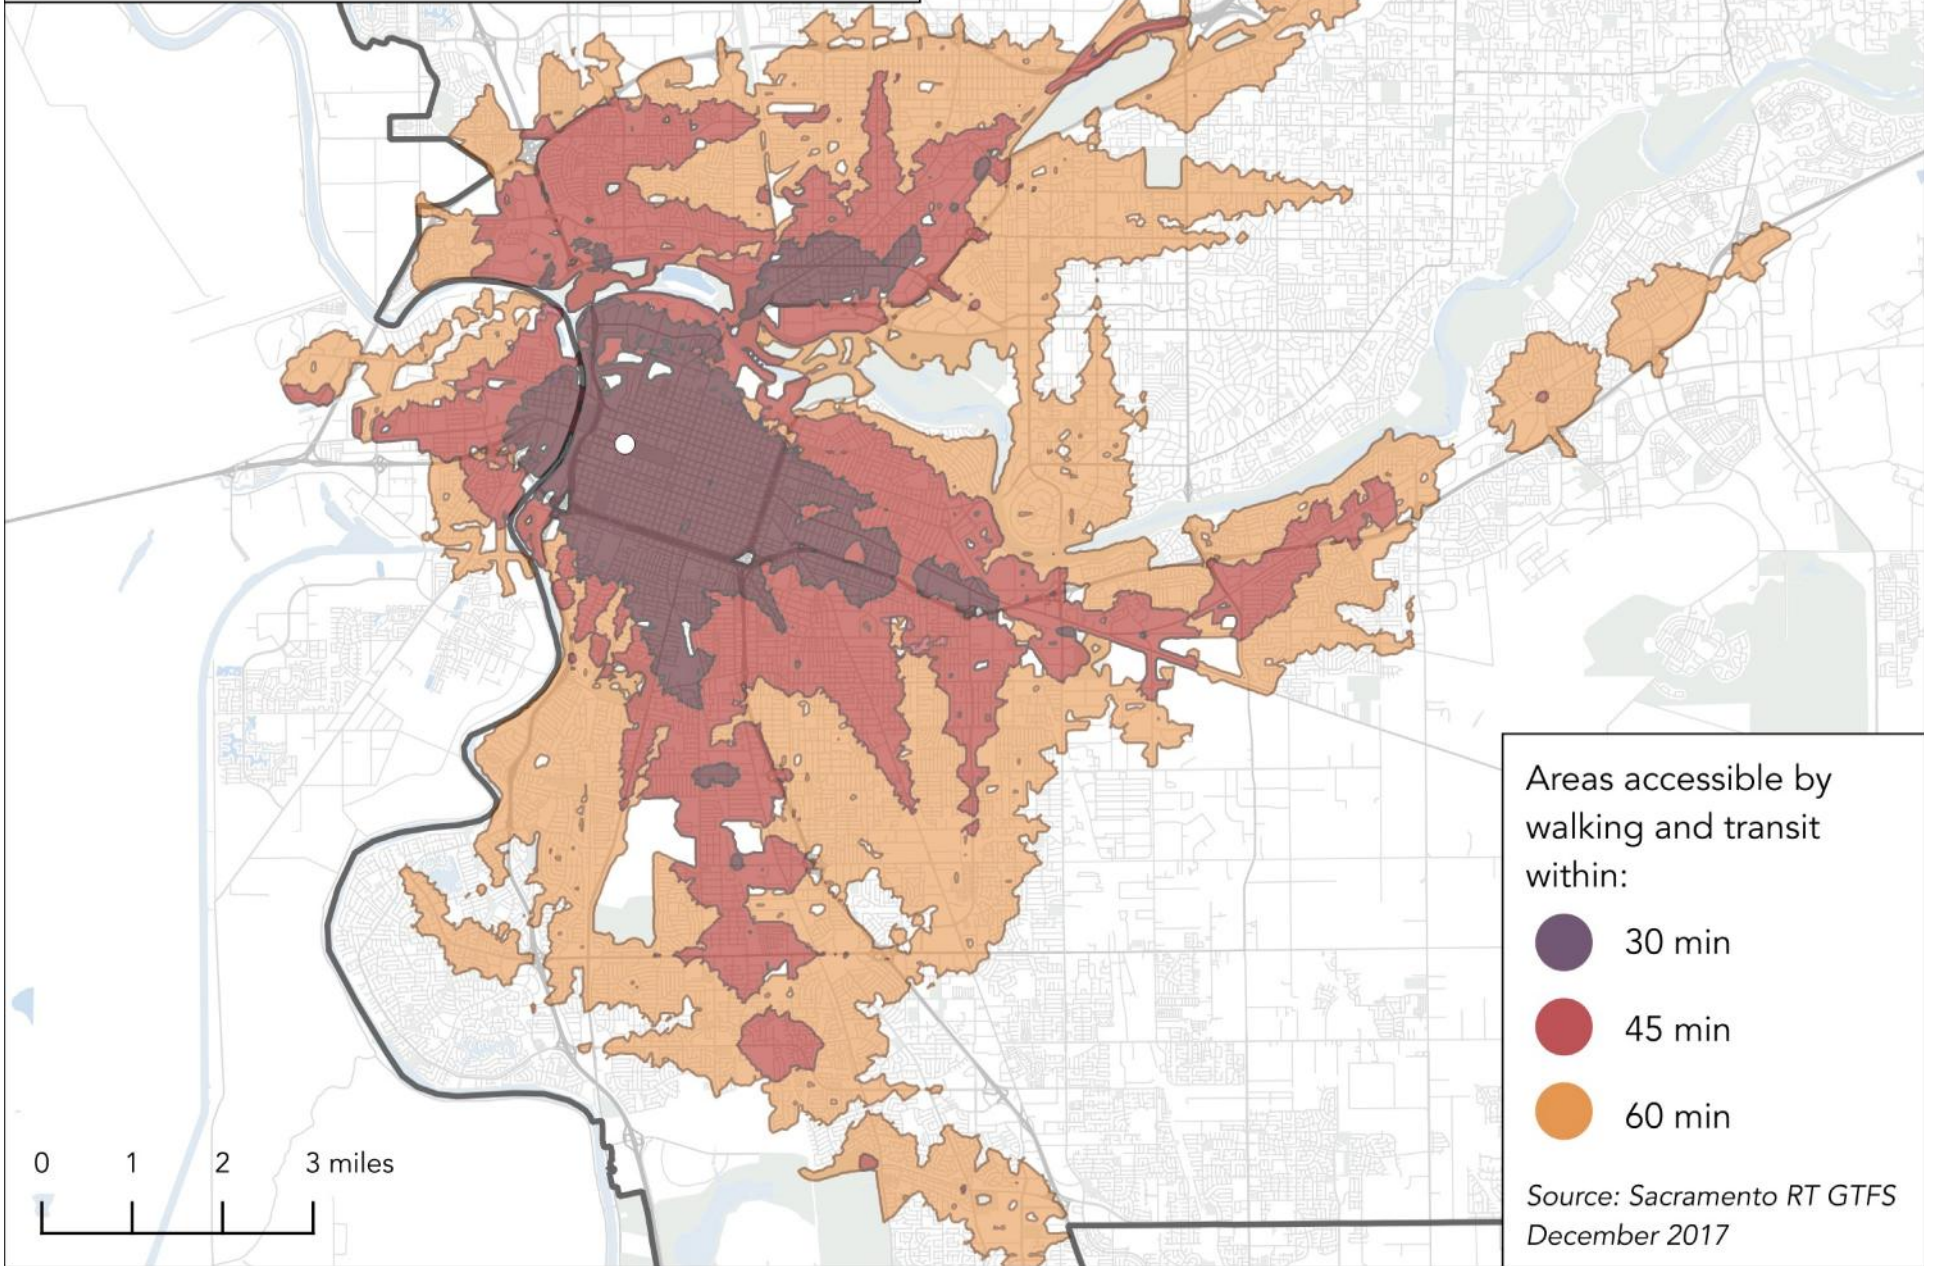 Areas accessible by
walking and transit
within:
30 min
45 min
60 min
Source: Sacramento RT GTFS
December 2017
0 1 2 3 miles